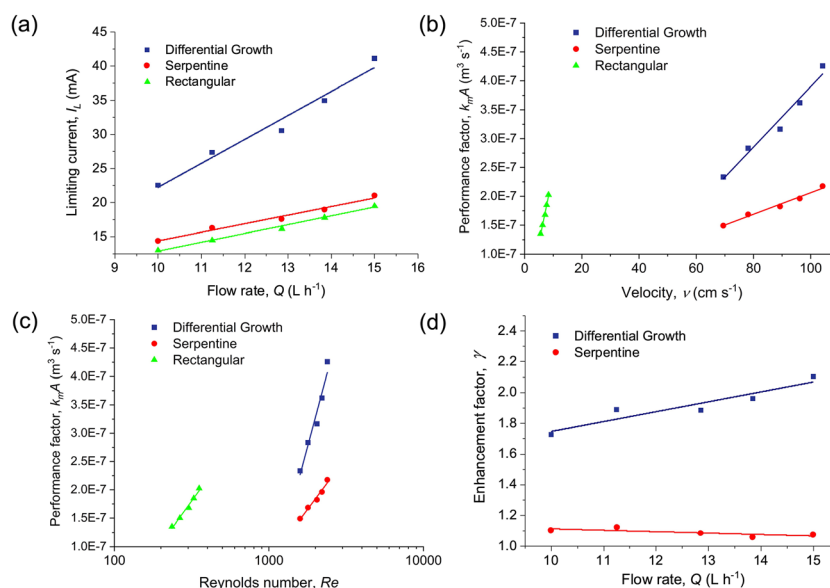 (a)
Differential Growth
Serpentine
Rectangular
45
40
35
30
25
20
15
9 10 11 12 13 14 15 16
Limiting current, I_L (mA)
Flow rate, Q (L h⁻¹)
(b)
Differential Growth
Serpentine
Rectangular
5.0E-7
4.5E-7
4.0E-7
3.5E-7
3.0E-7
2.5E-7
2.0E-7
1.5E-7
1.0E-7
0 20 40 60 80 100
Performance factor, kₘA (m³ s⁻¹)
Velocity, v (cm s⁻¹)
(c)
Differential Growth
Serpentine
Rectangular
5.0E-7
4.5E-7
4.0E-7
3.5E-7
3.0E-7
2.5E-7
2.0E-7
1.5E-7
1.0E-7
100 1000 10000
Performance factor, kₘA (m³ s⁻¹)
Reynolds number, Re
(d)
Differential Growth
Serpentine
2.4
2.2
2.0
1.8
1.6
1.4
1.2
1.0
10 11 12 13 14 15
Enhancement factor, γ
Flow rate, Q (L h⁻¹)